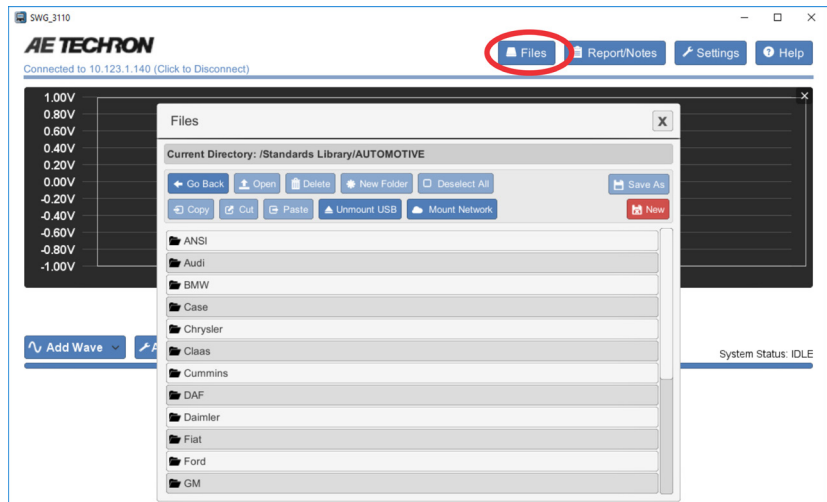 SWG_3110
AE TECHRON
Files Report/Notes Settings Help
Connected to 10.123.1.140 (Click to Disconnect)
1.00V
0.80V
0.60V
0.40V
0.20V
0.00V
-0.20V
-0.40V
-0.60V
-0.80V
-1.00V
Files X
Current Directory: /Standards Library/AUTOMOTIVE
Go Back Open Delete New Folder Deselect All Save As
Copy Cut Paste Unmount USB Mount Network New
ANSI
Audi
BMW
Case
Chrysler
Claas
Cummins
DAF
Daimler
Fiat
Ford
GM
Add Wave A
System Status: IDLE